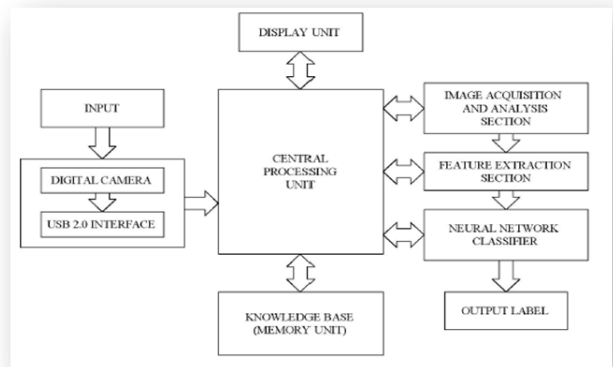 DISPLAY UNIT
INPUT
DIGITAL CAMERA
USB 2.0 INTERFACE
CENTRAL
PROCESSING
UNIT
KNOWLEDGE BASE
(MEMORY UNIT)
IMAGE ACQUISITION
AND ANALYSIS
SECTION
FEATURE EXTRACTION
SECTION
NEURAL NETWORK
CLASSIFIER
OUTPUT LABEL